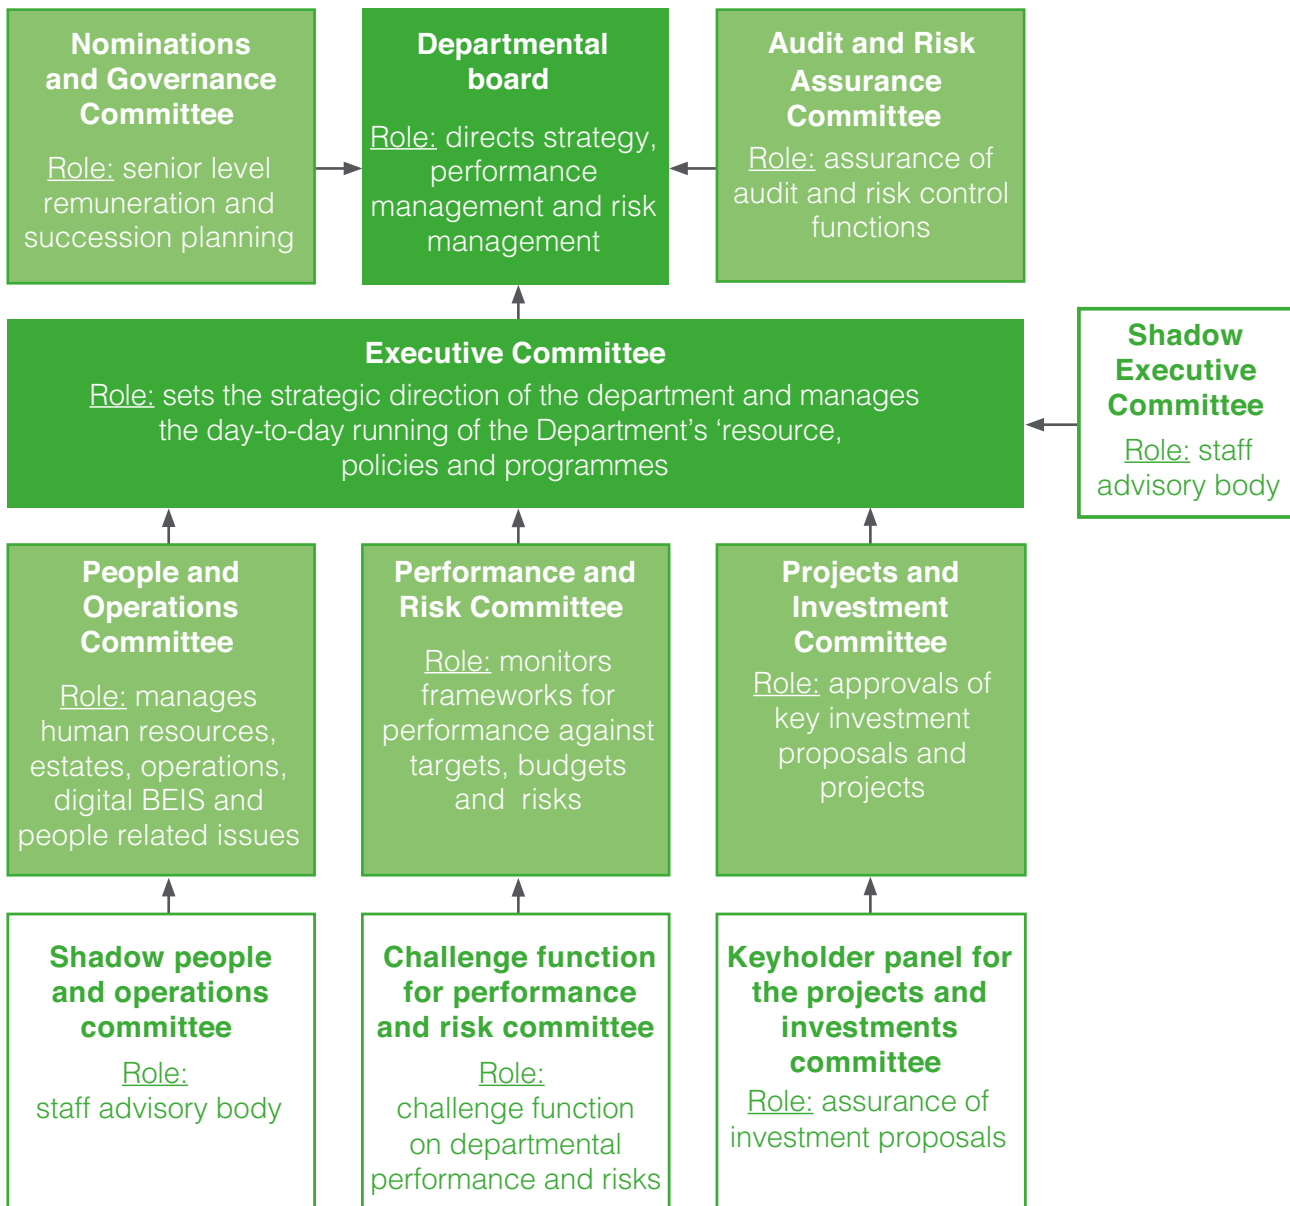 Nominations
and Governance
Committee
Role: senior level
remuneration and
succession planning
Departmental
board
Role: directs strategy,
performance
management and risk
management
Audit and Risk
Assurance
Committee
Role: assurance of
audit and risk control
functions
Executive Committee
Role: sets the strategic direction of the department and manages
the day-to-day running of the Department’s ‘resource,
policies and programmes
Shadow
Executive
Committee
Role: staff
advisory body
People and
Operations
Committee
Role: manages
human resources,
estates, operations,
digital BEIS and
people related issues
Performance and
Risk Committee
Role: monitors
frameworks for
performance against
targets, budgets
and risks
Projects and
Investment
Committee
Role: approvals of
key investment
proposals and
projects
Shadow people
and operations
committee
Role:
staff advisory body
Challenge function
for performance
and risk committee
Role:
challenge function
on departmental
performance and risks
Keyholder panel for
the projects and
investments
committee
Role: assurance of
investment proposals